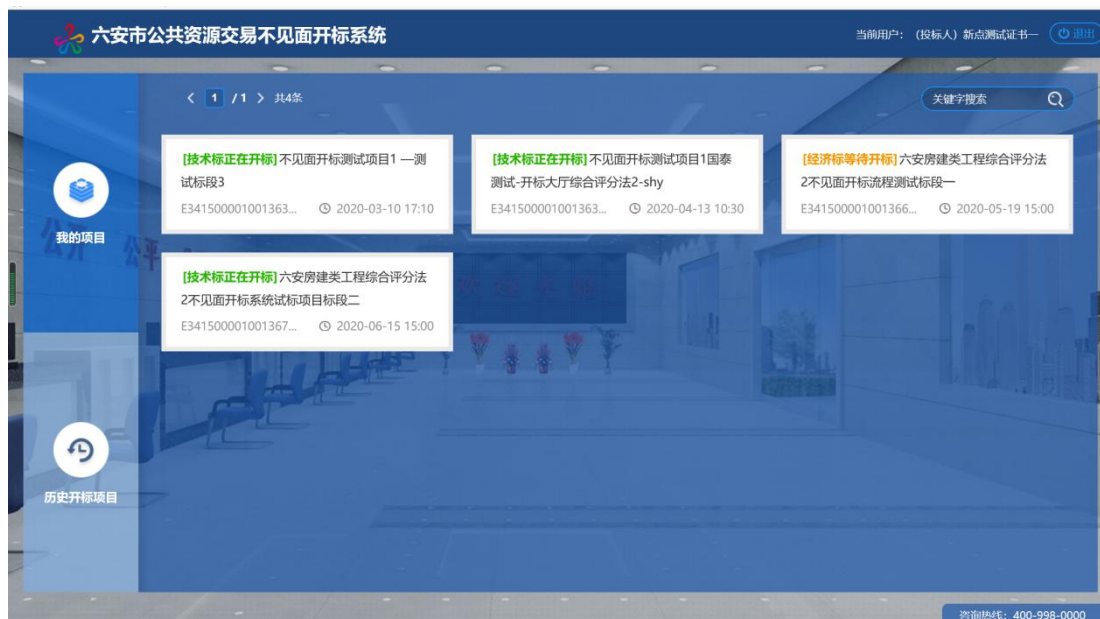 六安市公共资源交易不见面开标系统
当前用户： (投标人) 新点测试证书一
退出
1 / 1 共4条
关键字搜索
我的项目
历史开标项目
[技术标正在开标]不见面开标测试项目1 —测
试标段3
E341500001001363... 2020-03-10 17:10
[技术标正在开标]不见面开标测试项目1国泰
测试-开标大厅综合评分法2-shy
E341500001001363... 2020-04-13 10:30
[经济标等待开标]六安房建类工程综合评分法
2不见面开标流程测试标段一
E341500001001366... 2020-05-19 15:00
[技术标正在开标]六安房建类工程综合评分法
2不见面开标系统试标项目标段二
E341500001001367... 2020-06-15 15:00
公开 公平
咨询热线：400-998-0000